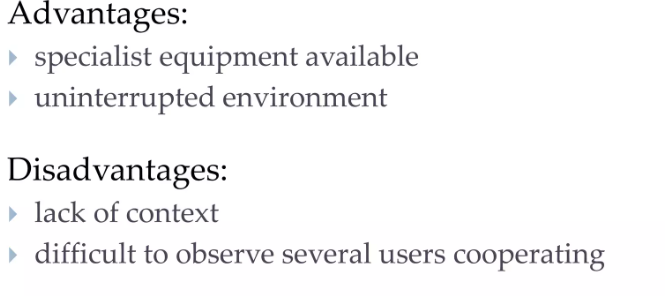 Advantages:
specialist equipment available
uninterrupted environment
Disadvantages:
lack of context
difficult to observe several users cooperating